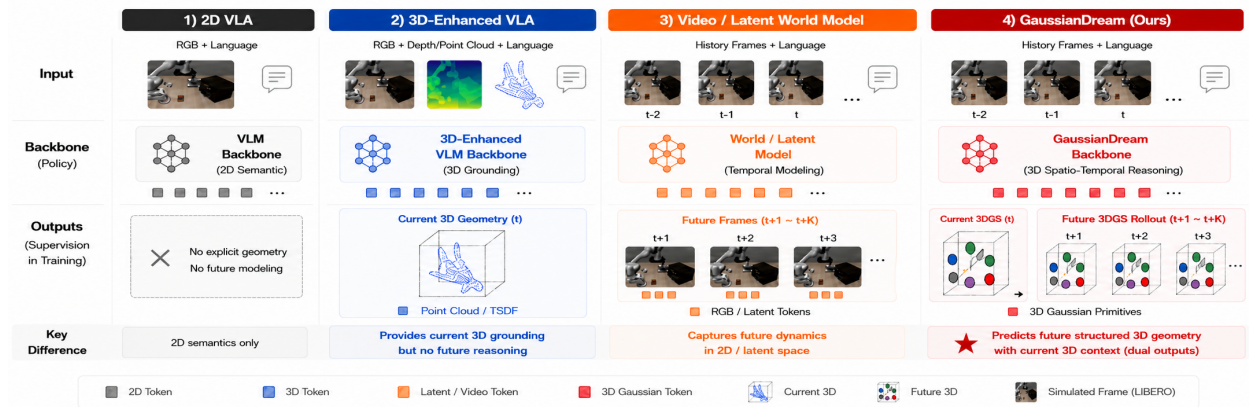 1) 2D VLA
2) 3D-Enhanced VLA
3) Video / Latent World Model
4) GaussianDream (Ours)
Input
RGB + Language
RGB + Depth/Point Cloud + Language
History Frames + Language
t-2
t-1
t
...
History Frames + Language
t-2
t-1
t
...
Backbone
(Policy)
VLM
Backbone
(2D Semantic)
...
3D-Enhanced
VLM Backbone
(3D Grounding)
...
World / Latent
Model
(Temporal Modeling)
...
GaussianDream
Backbone
(3D Spatio-Temporal Reasoning)
...
Outputs
(Supervision
in Training)
No explicit geometry
No future modeling
Current 3D Geometry (t)
Point Cloud / TSDF
Future Frames (t+1 ~ t+K)
t+1
t+2
t+3
...
RGB / Latent Tokens
Current 3DGS (t)
Future 3DGS Rollout (t+1 ~ t+K)
t+1
t+2
t+3
...
3D Gaussian Primitives
Key
Difference
2D semantics only
Provides current 3D grounding
but no future reasoning
Captures future dynamics
in 2D / latent space
Predicts future structured 3D geometry
with current 3D context (dual outputs)
2D Token
3D Token
Latent / Video Token
3D Gaussian Token
Current 3D
Future 3D
Simulated Frame (LIBERO)